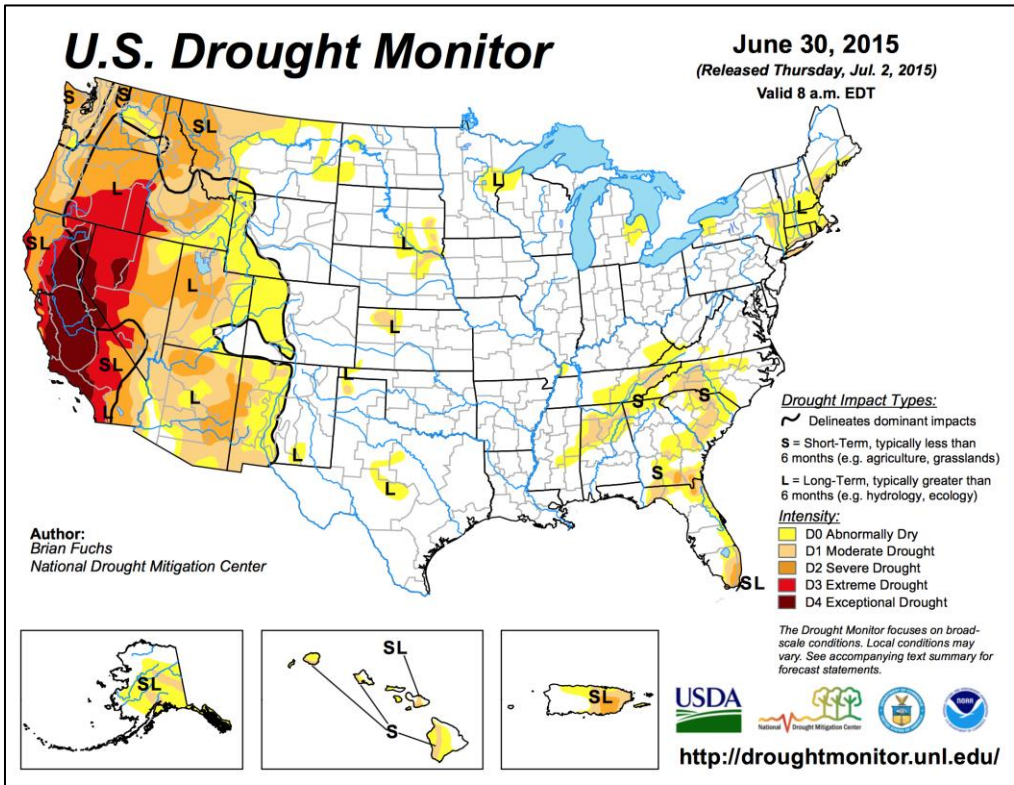 U.S. Drought Monitor
June 30, 2015
(Released Thursday, Jul. 2, 2015)
Valid 8 a.m. EDT
S
S
SL
L
L
SL
L
L
L
SL
L
L
L
L
L
L
S
S
S
SL
Drought Impact Types:
Delineates dominant impacts
S = Short-Term, typically less than
6 months (e.g. agriculture, grasslands)
L = Long-Term, typically greater than
6 months (e.g. hydrology, ecology)
Intensity:
D0 Abnormally Dry
D1 Moderate Drought
D2 Severe Drought
D3 Extreme Drought
D4 Exceptional Drought
Author:
Brian Fuchs
National Drought Mitigation Center
The Drought Monitor focuses on broad-
scale conditions. Local conditions may
vary. See accompanying text summary for
forecast statements.
SL
SL
S
SL
USDA
National Drought Mitigation Center
NOAA
http://droughtmonitor.unl.edu/